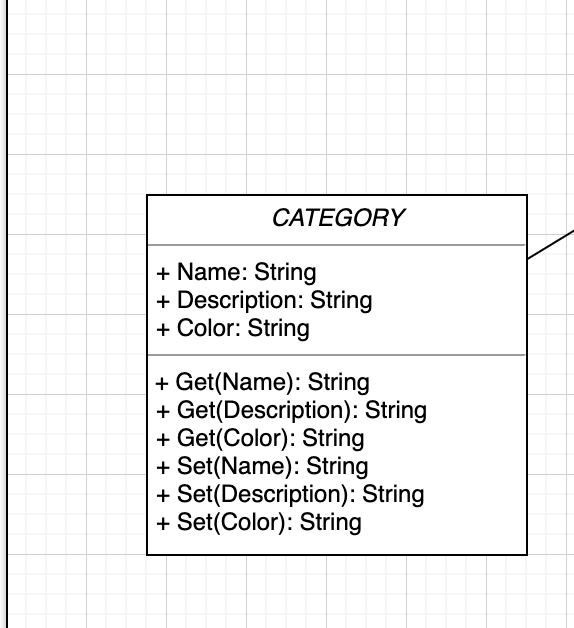 CATEGORY
+ Name: String
+ Description: String
+ Color: String
+ Get(Name): String
+ Get(Description): String
+ Get(Color): String
+ Set(Name): String
+ Set(Description): String
+ Set(Color): String